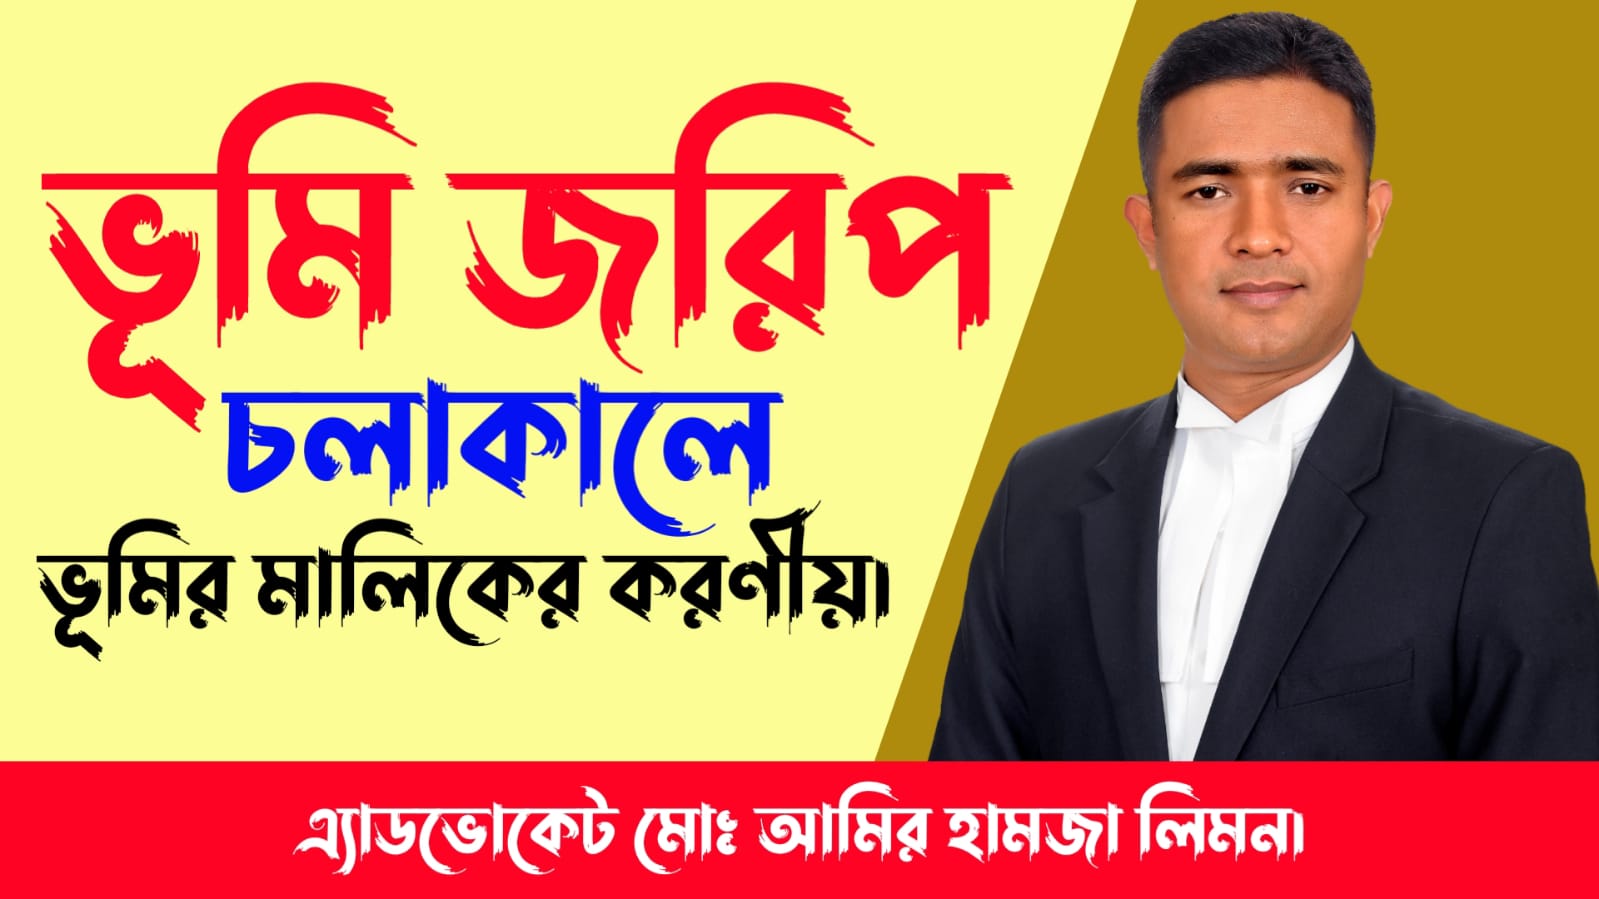 ভূমি জরিপ
চলাকালে
ভূমির মালিকের করণীয়।
এ্যাডভোকেট মোঃ আমির হামজা লিমন।